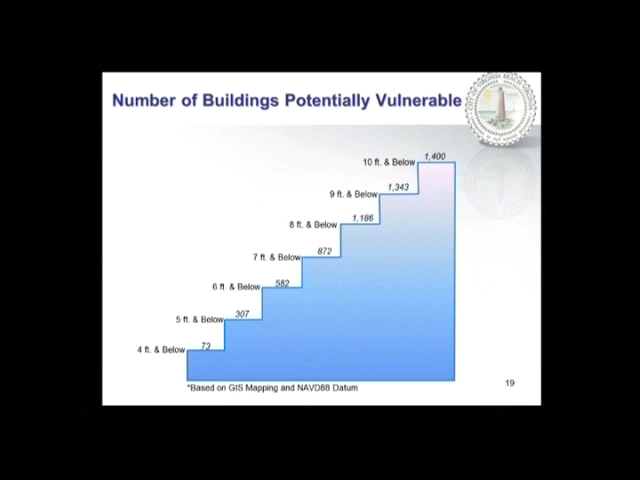 Number of Buildings Potentially Vulnerable
10 ft. & Below 1,400
9 ft. & Below 1,343
8 ft. & Below 1,186
7 ft. & Below 872
6 ft. & Below 582
5 ft. & Below 307
4 ft. & Below 73
*Based on GIS Mapping and NAVD88 Datum
19